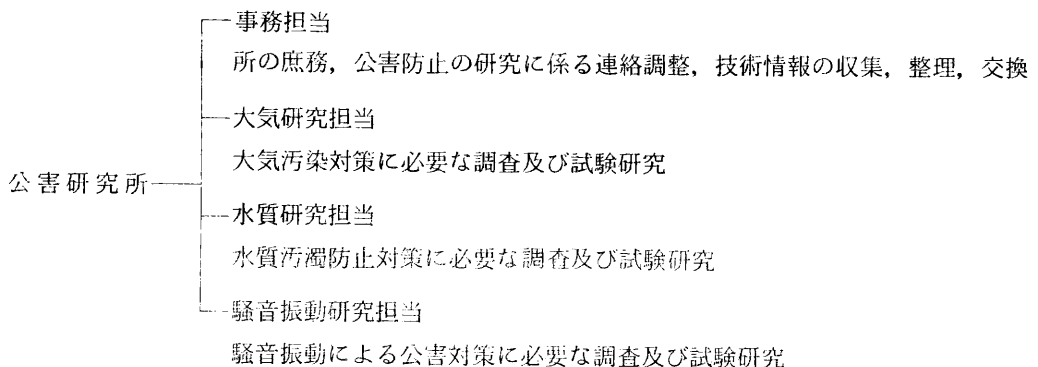 事務担当
所の庶務，公害防止の研究に係る連絡調整，技術情報の収集，整理，交換
大気研究担当
大気汚染対策に必要な調査及び試験研究
公害研究所
水質研究担当
水質汚濁防止対策に必要な調査及び試験研究
騒音振動研究担当
騒音振動による公害対策に必要な調査及び試験研究